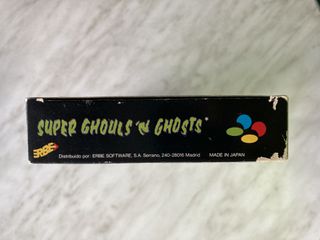 SUPER GHOULS 'N GHOSTS
ERBE
Distribuido por: ERBE SOFTWARE, S.A. Serrano, 240-28016 Madrid
MADE IN JAPAN